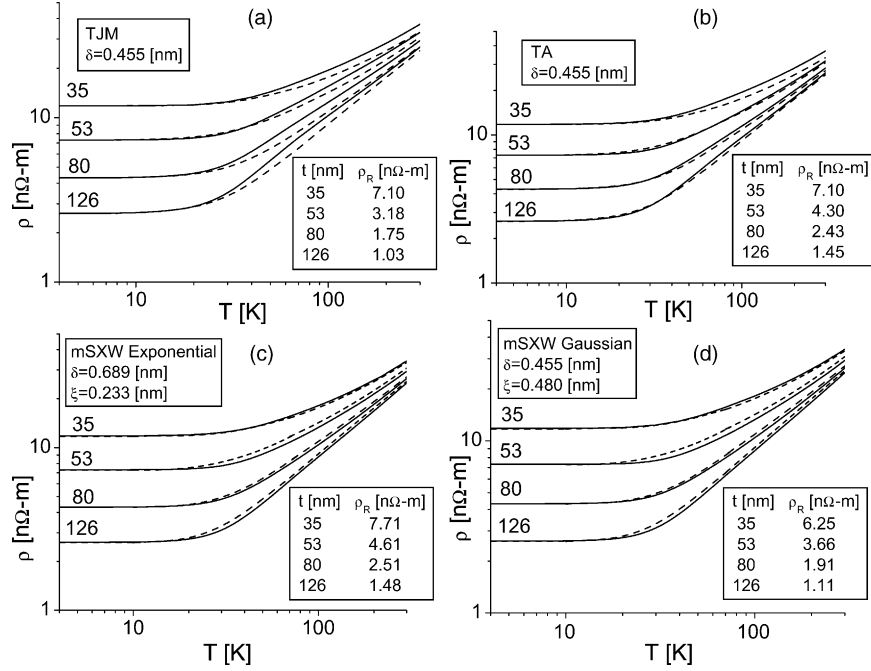 (a)
TJM
δ=0.455 [nm]
35
53
80
126
t [nm] ρR [nΩ-m]
35 7.10
53 3.18
80 1.75
126 1.03
10
1
ρ [nΩ-m]
10 100
T [K]
(b)
TA
δ=0.455 [nm]
35
53
80
126
t [nm] ρR [nΩ-m]
35 7.10
53 4.30
80 2.43
126 1.45
10
1
ρ [nΩ-m]
10 100
T [K]
(c)
mSXW Exponential
δ=0.689 [nm]
ξ=0.233 [nm]
35
53
80
126
t [nm] ρR [nΩ-m]
35 7.71
53 4.61
80 2.51
126 1.48
10
1
ρ [nΩ-m]
10 100
T [K]
(d)
mSXW Gaussian
δ=0.455 [nm]
ξ=0.480 [nm]
35
53
80
126
t [nm] ρR [nΩ-m]
35 6.25
53 3.66
80 1.91
126 1.11
10
1
ρ [nΩ-m]
10 100
T [K]